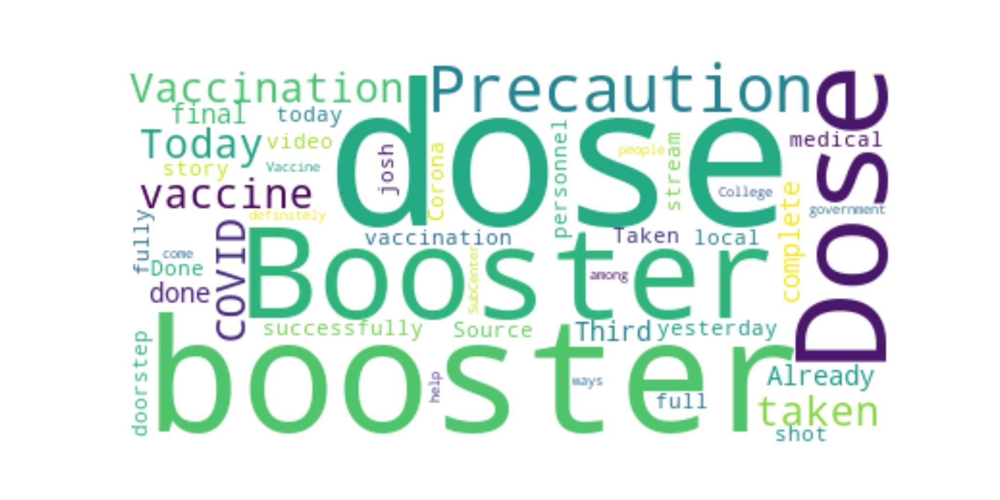 Vaccination
Precaution
Dose
dose
final
today
Today
video
story
Vaccine
josh
Corona
personnel
people
stream
medical
College
government
vaccine
definitely
complete
fully
COVID
vaccination
Taken
local
come
Done
done
Booster
SubCenter
among
successfully
Source
Third
yesterday
doorstep
booster
help
ways
full
Already
taken
shot